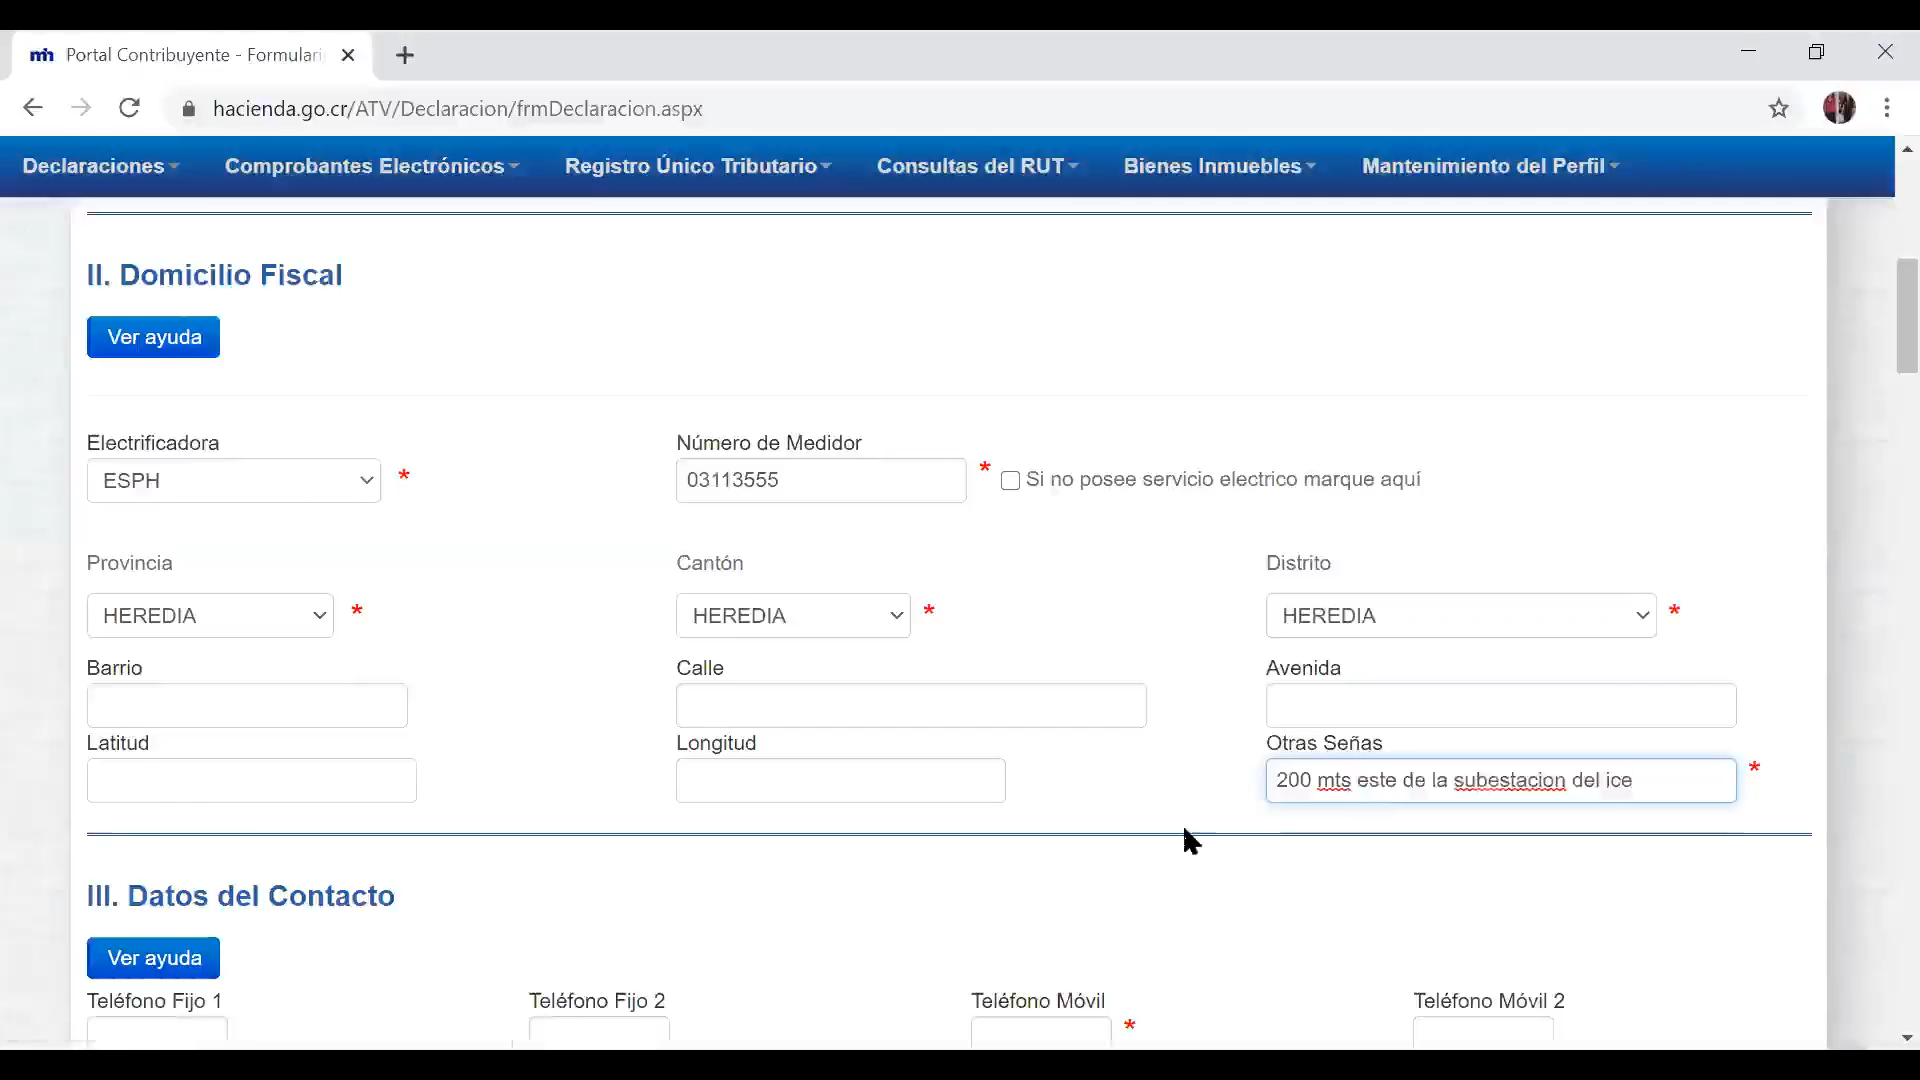 Portal Contribuyente - Formulari
hacienda.go.cr/ATV/Declaracion/frmDeclaracion.aspx
Declaraciones Comprobantes Electrónicos Registro Único Tributario Consultas del RUT Bienes Inmuebles Mantenimiento del Perfil
II. Domicilio Fiscal
Ver ayuda
Electrificadora Número de Medidor
ESPH * 03113555 * Si no posee servicio electrico marque aquí
Provincia Cantón Distrito
HEREDIA * HEREDIA * HEREDIA *
Barrio Calle Avenida
Latitud Longitud Otras Señas
200 mts este de la subestacion del ice *
III. Datos del Contacto
Ver ayuda
Teléfono Fijo 1 Teléfono Fijo 2 Teléfono Móvil Teléfono Móvil 2
*